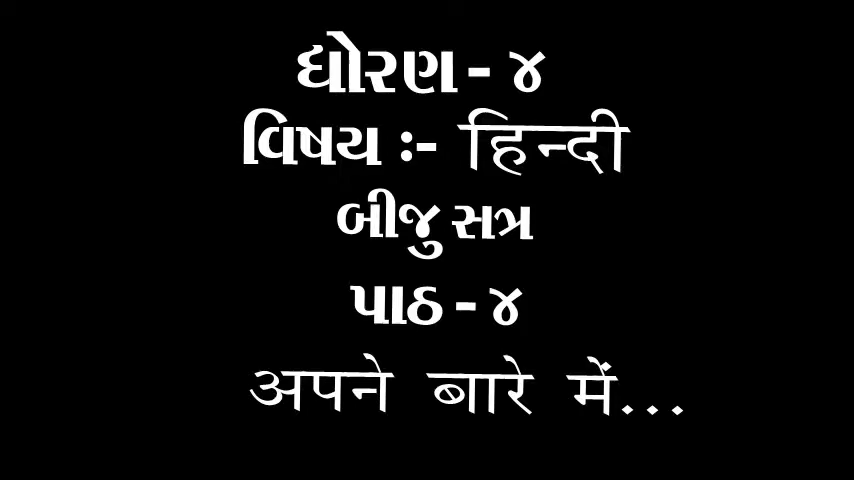 ધોરણ - ૪
વિષય ઃ- हिन्दी
બીજુ સત્ર
પાઠ - ૪
अपने बारे में...